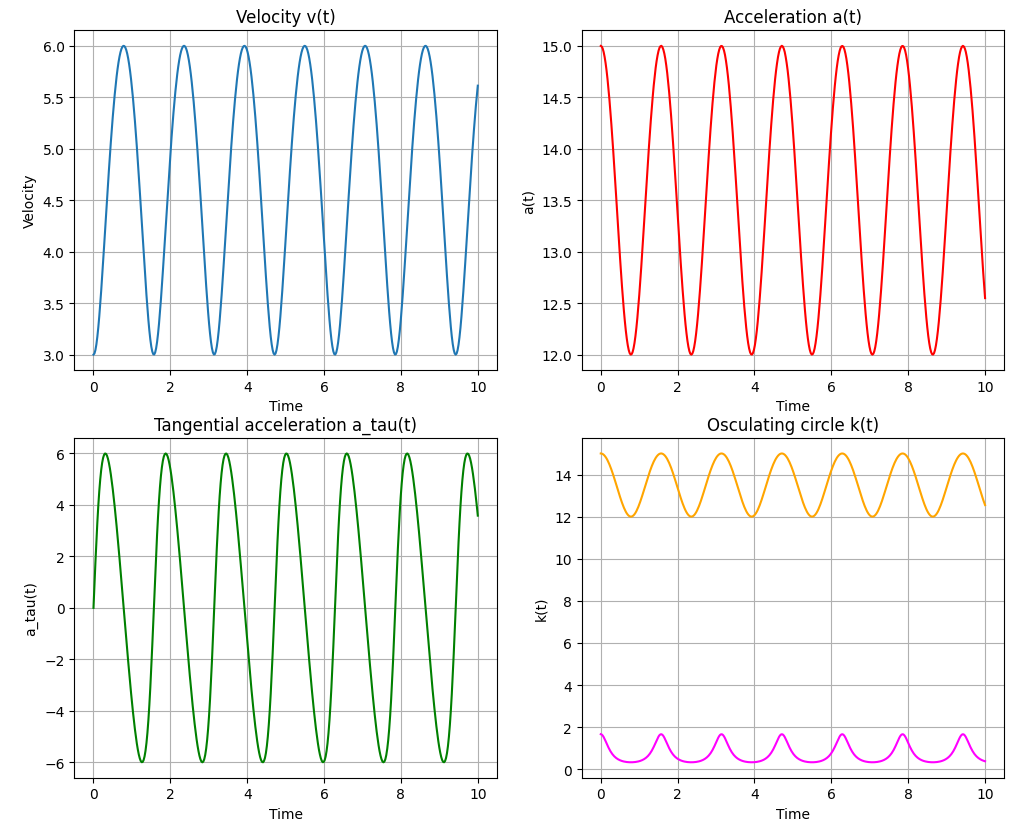 Velocity v(t)
Velocity
6.0
5.5
5.0
4.5
4.0
3.5
3.0
0 2 4 6 8 10
Time
Acceleration a(t)
a(t)
15.0
14.5
14.0
13.5
13.0
12.5
12.0
0 2 4 6 8 10
Time
Tangential acceleration a_tau(t)
a_tau(t)
6
4
2
0
−2
−4
−6
0 2 4 6 8 10
Time
Osculating circle k(t)
k(t)
14
12
10
8
6
4
2
0
0 2 4 6 8 10
Time